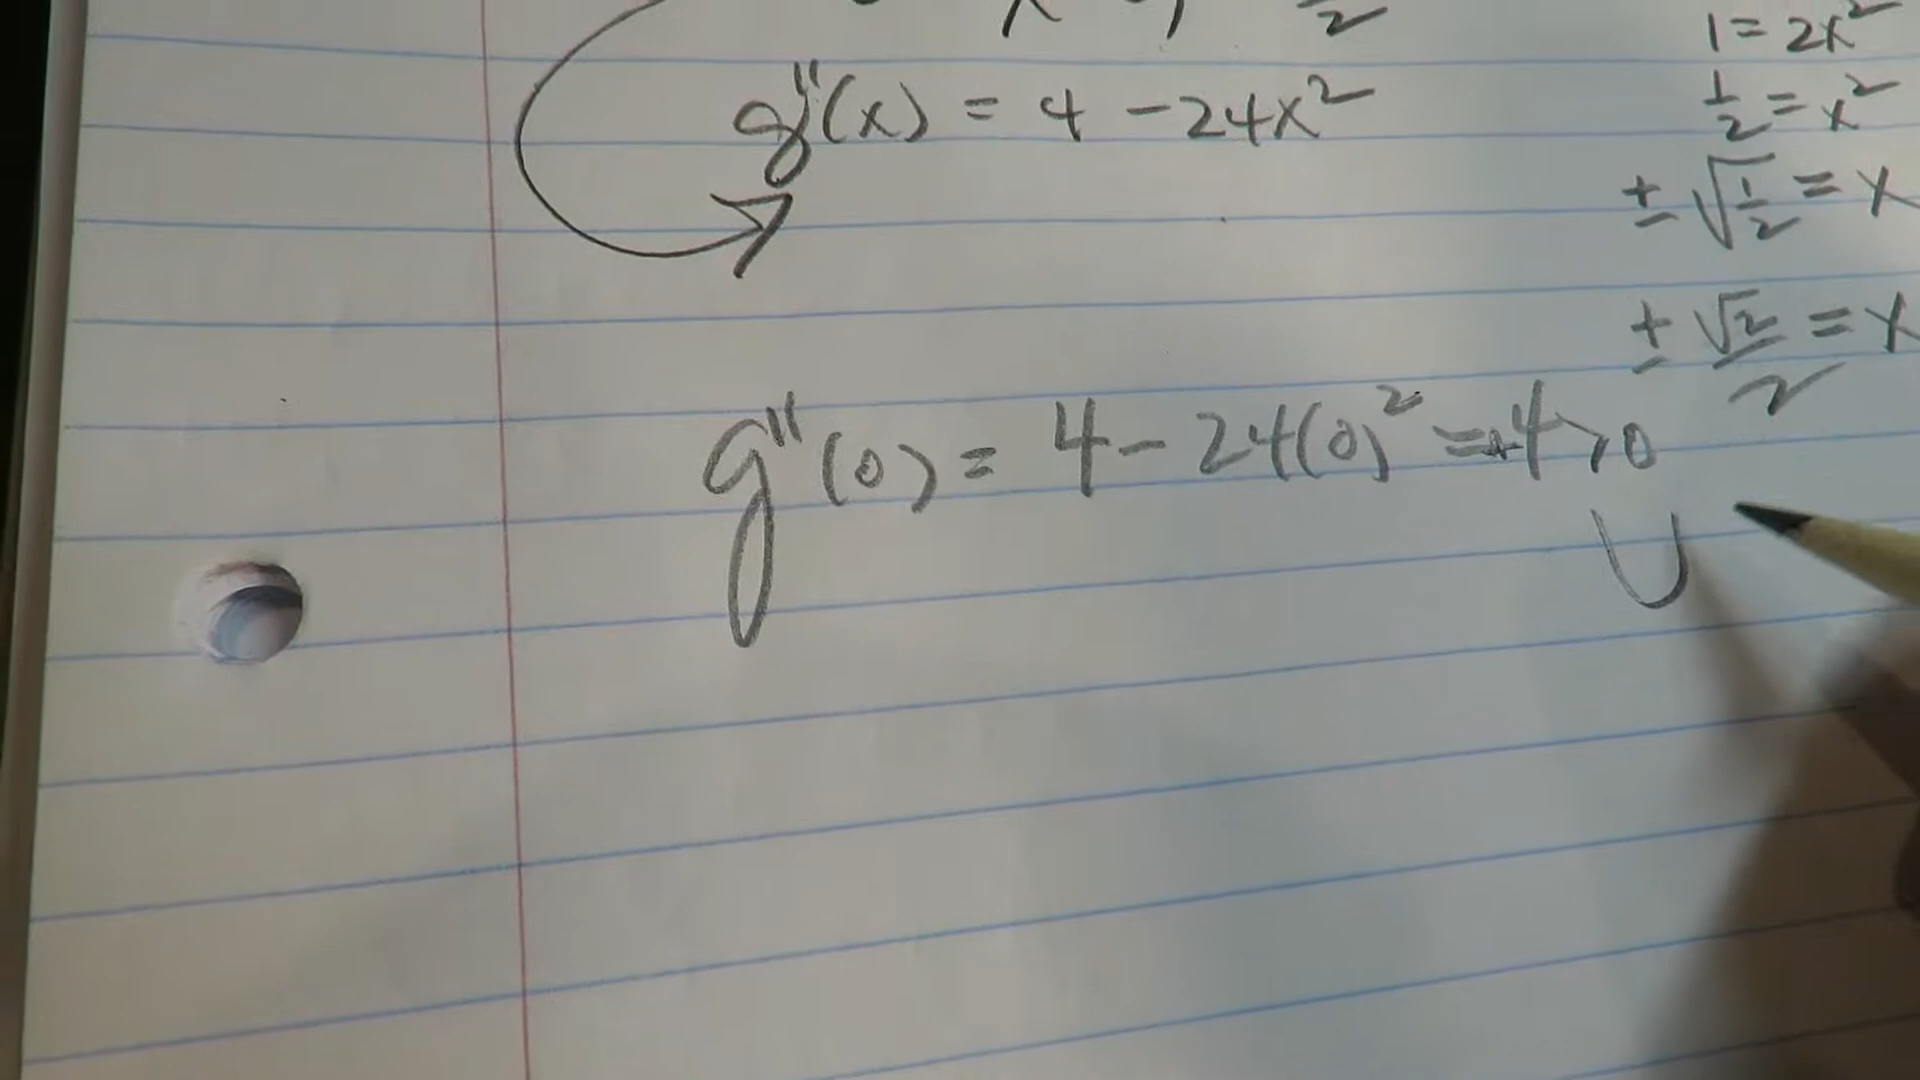 1 = 2x²
g''(x) = 4 - 24x²
1/2 = x²
± √(1/2) = x
± √2/2 = x
g''(0) = 4 - 24(0)² = +4 > 0
∪